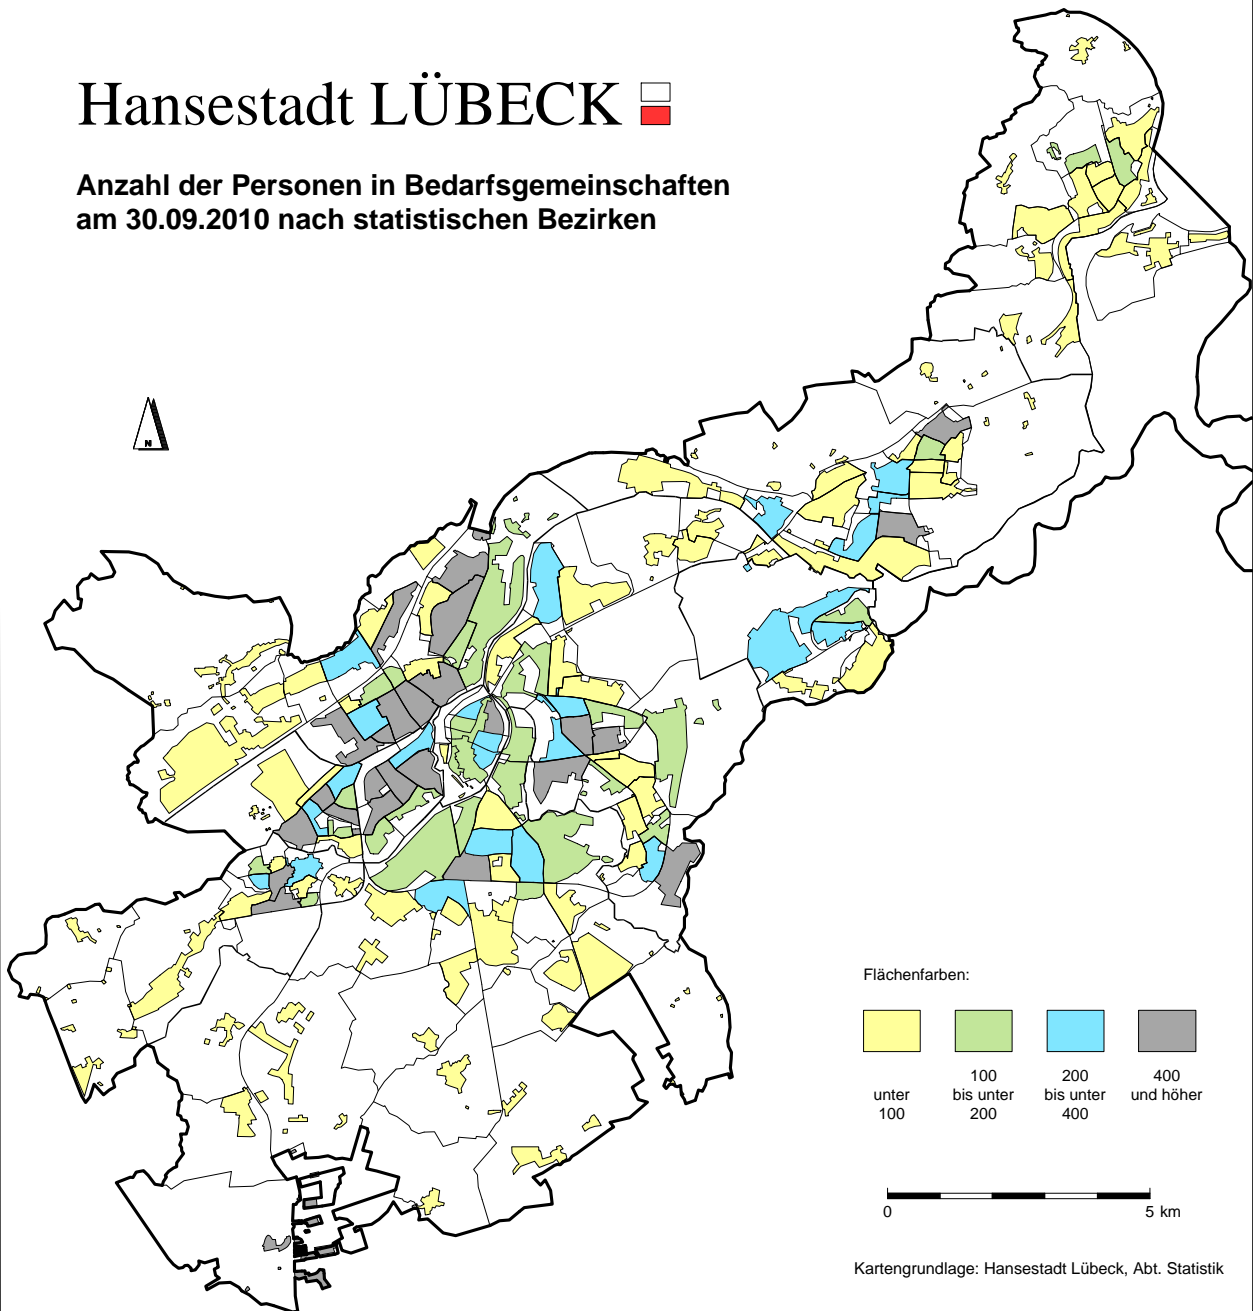 Hansestadt LÜBECK
Anzahl der Personen in Bedarfsgemeinschaften
am 30.09.2010 nach statistischen Bezirken
N
Flächenfarben:
unter
100
100
bis unter
200
200
bis unter
400
400
und höher
0 5 km
Kartengrundlage: Hansestadt Lübeck, Abt. Statistik